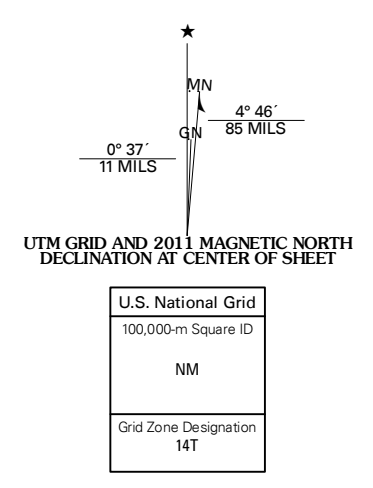 ★
MN
4° 46´
85 MILS
GN
0° 37´
11 MILS
UTM GRID AND 2011 MAGNETIC NORTH
DECLINATION AT CENTER OF SHEET
U.S. National Grid
100,000-m Square ID
NM
Grid Zone Designation
14T